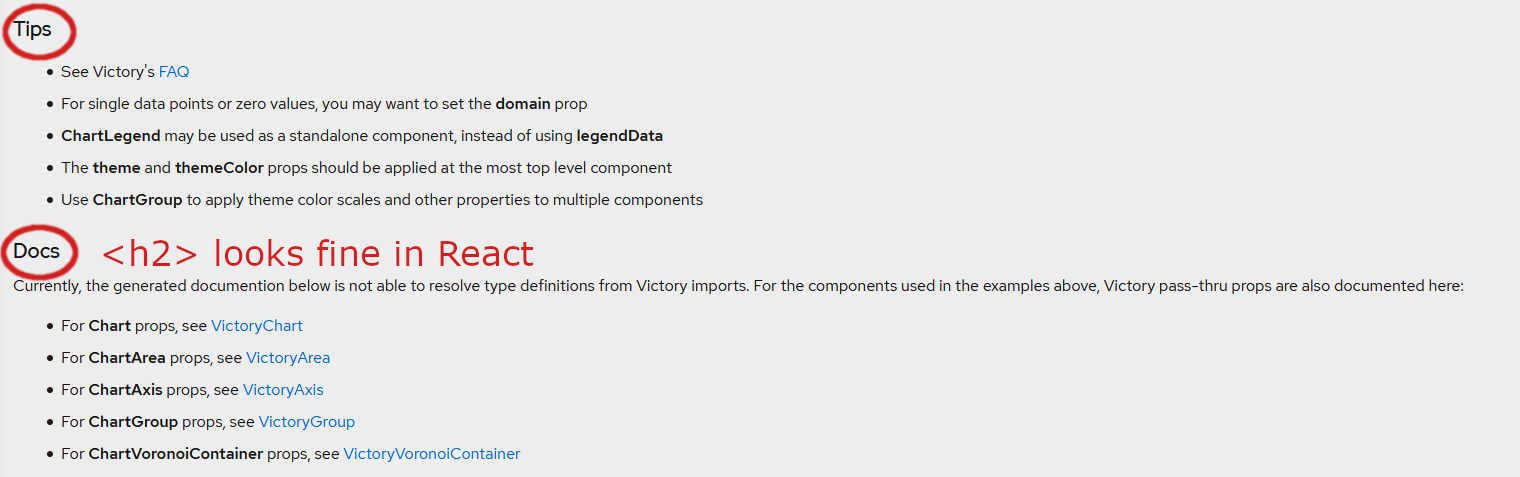 Tips
• See Victory's FAQ
• For single data points or zero values, you may want to set the domain prop
• ChartLegend may be used as a standalone component, instead of using legendData
• The theme and themeColor props should be applied at the most top level component
• Use ChartGroup to apply theme color scales and other properties to multiple components
Docs <h2> looks fine in React
Currently, the generated documention below is not able to resolve type definitions from Victory imports. For the components used in the examples above, Victory pass-thru props are also documented here:
• For Chart props, see VictoryChart
• For ChartArea props, see VictoryArea
• For ChartAxis props, see VictoryAxis
• For ChartGroup props, see VictoryGroup
• For ChartVoronoiContainer props, see VictoryVoronoiContainer